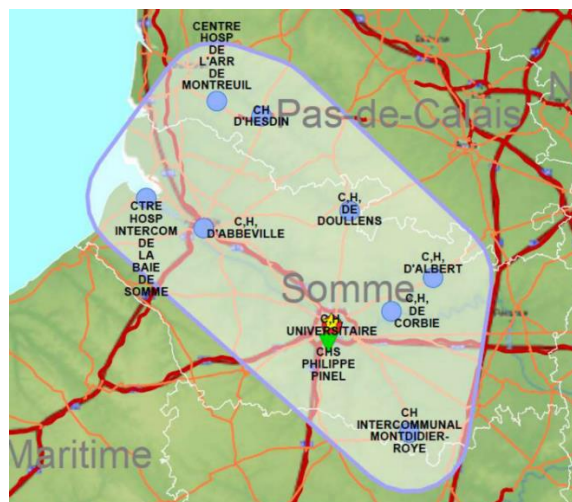 CENTRE
HOSP
DE
L'ARR
DE
MONTREUIL
CH
D'HESDIN
Pas-de-Calais
N
CTRE
HOSP
INTERCOM
DE
LA
BAIE
DE
SOMME
C,H,
D'ABBEVILLE
C,H,
DE
DOULLENS
C,H,
D'ALBERT
Somme
C,H,
DE
CORBIE
C,H,
UNIVERSITAIRE
CHS
PHILIPPE
PINEL
CH
INTERCOMMUNAL
MONTDIDIER-
ROYE
Maritime